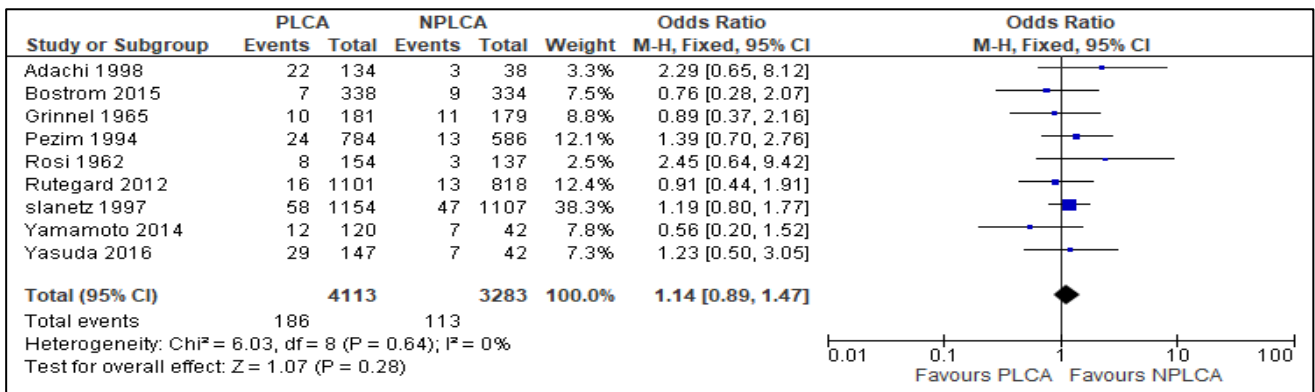 PLCA NPLCA Odds Ratio Odds Ratio
Study or Subgroup Events Total Events Total Weight M-H, Fixed, 95% CI M-H, Fixed, 95% CI
Adachi 1998 22 134 3 38 3.3% 2.29 [0.65, 8.12]
Bostrom 2015 7 338 9 334 7.5% 0.76 [0.28, 2.07]
Grinnel 1965 10 181 11 179 8.8% 0.89 [0.37, 2.16]
Pezim 1994 24 784 13 586 12.1% 1.39 [0.70, 2.76]
Rosi 1962 8 154 3 137 2.5% 2.45 [0.64, 9.42]
Rutegard 2012 16 1101 13 818 12.4% 0.91 [0.44, 1.91]
slanetz 1997 58 1154 47 1107 38.3% 1.19 [0.80, 1.77]
Yamamoto 2014 12 120 7 42 7.8% 0.56 [0.20, 1.52]
Yasuda 2016 29 147 7 42 7.3% 1.23 [0.50, 3.05]
Total (95% CI) 4113 3283 100.0% 1.14 [0.89, 1.47]
Total events 186 113
Heterogeneity: Chi² = 6.03, df = 8 (P = 0.64); I² = 0%
Test for overall effect: Z = 1.07 (P = 0.28)
0.01 0.1 1 10 100
Favours PLCA Favours NPLCA